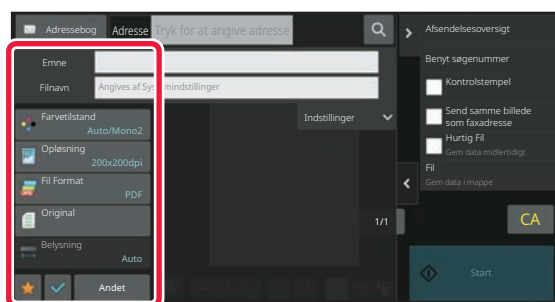 Adressebog
Adresse
Tryk for at angive adresse
Emne
Filnavn
Angives af Systemindstillinger
Farvetilstand
Auto/Mono2
Opløsning
200x200dpi
Fil Format
PDF
Original
Belysning
Auto
Andet
Indstillinger
1/1
Afsendelsesoversigt
Benyt søgenummer
Kontrolstempel
Send samme billede
som faxadresse
Hurtig Fil
Gem data midlertidigt
Fil
Gem data i mappe
CA
Start